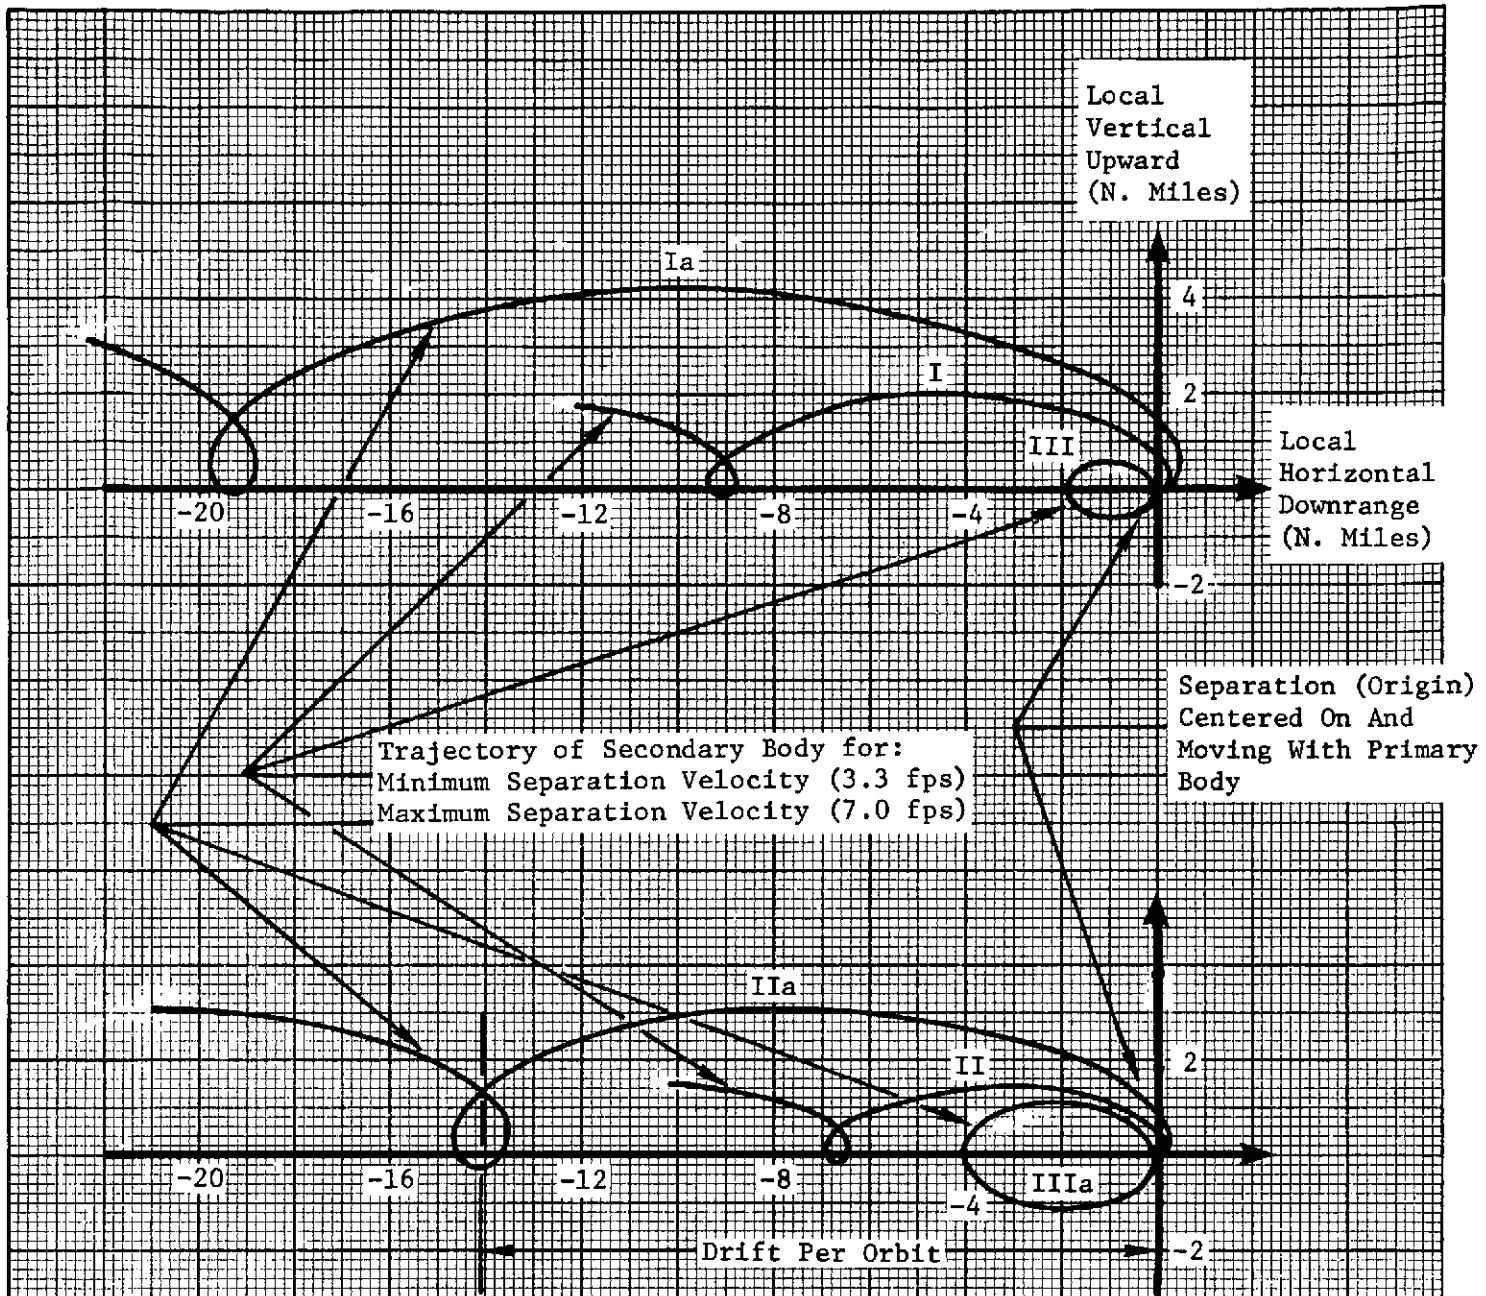 Local
Vertical
Upward
(N. Miles)
Ia
4
I
2
III
Local
Horizontal
Downrange
(N. Miles)
-20
-16
-12
-8
-4
-2
Separation (Origin)
Centered On And
Moving With Primary
Body
Trajectory of Secondary Body for:
Minimum Separation Velocity (3.3 fps)
Maximum Separation Velocity (7.0 fps)
IIa
II
2
-20
-16
-12
-8
-4
IIIa
Drift Per Orbit
-2